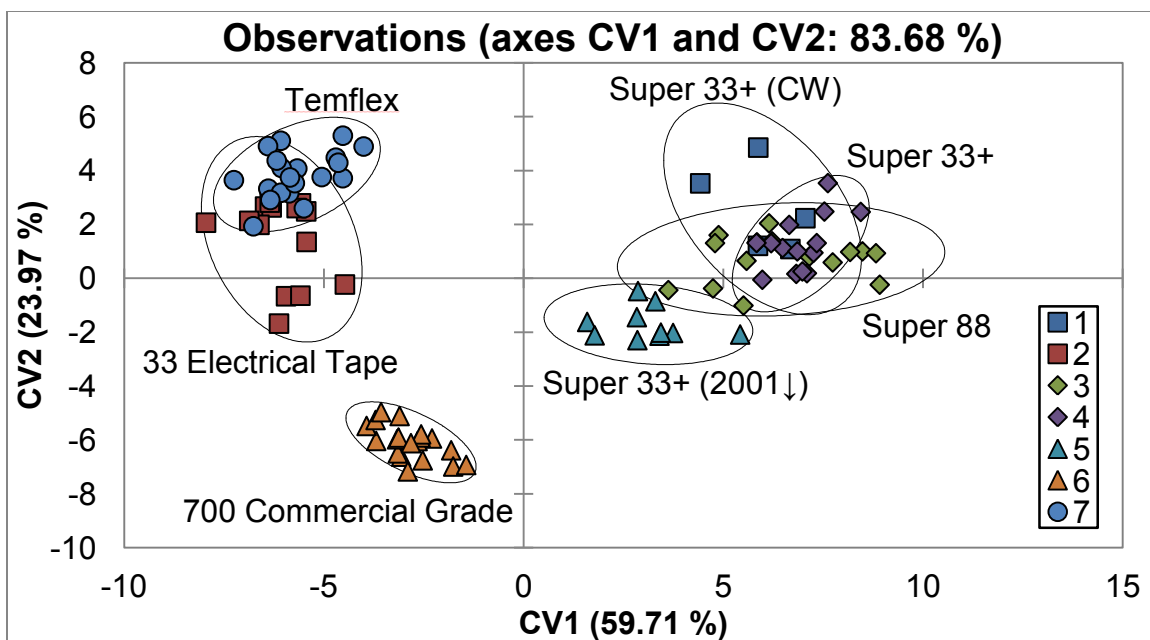 Observations (axes CV1 and CV2: 83.68 %)
8
6
4
2
0
-2
-4
-6
-8
-10
CV2 (23.97 %)
Temflex
Super 33+ (CW)
Super 33+
Super 88
33 Electrical Tape
Super 33+ (2001↓)
700 Commercial Grade
1
2
3
4
5
6
7
-10 -5 0 5 10 15
CV1 (59.71 %)